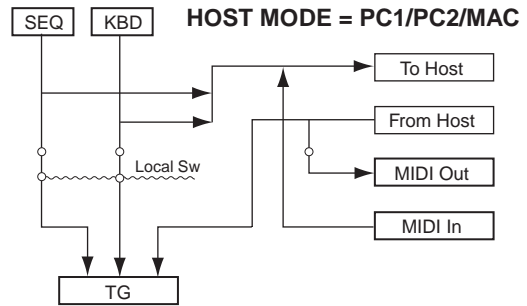 SEQ
KBD
HOST MODE = PC1/PC2/MAC
To Host
From Host
Local Sw
MIDI Out
MIDI In
TG